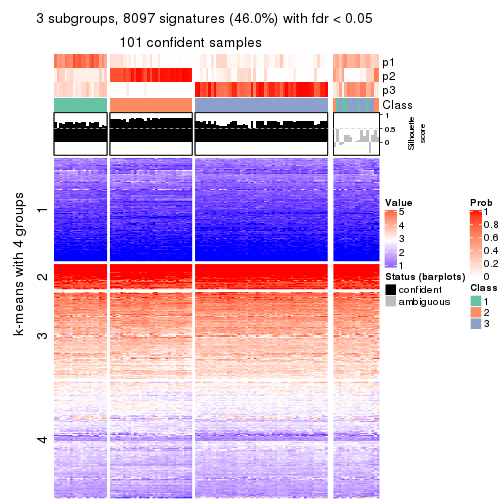 3 subgroups, 8097 signatures (46.0%) with fdr < 0.05
101 confident samples
p1
p2
p3
Class
1
0.5
0
Silhouette
score
k-means with 4 groups
1
2
3
4
Value
5
4
3
2
1
Status (barplots)
confident
ambiguous
Prob
1
0.8
0.6
0.4
0.2
0
Class
1
2
3